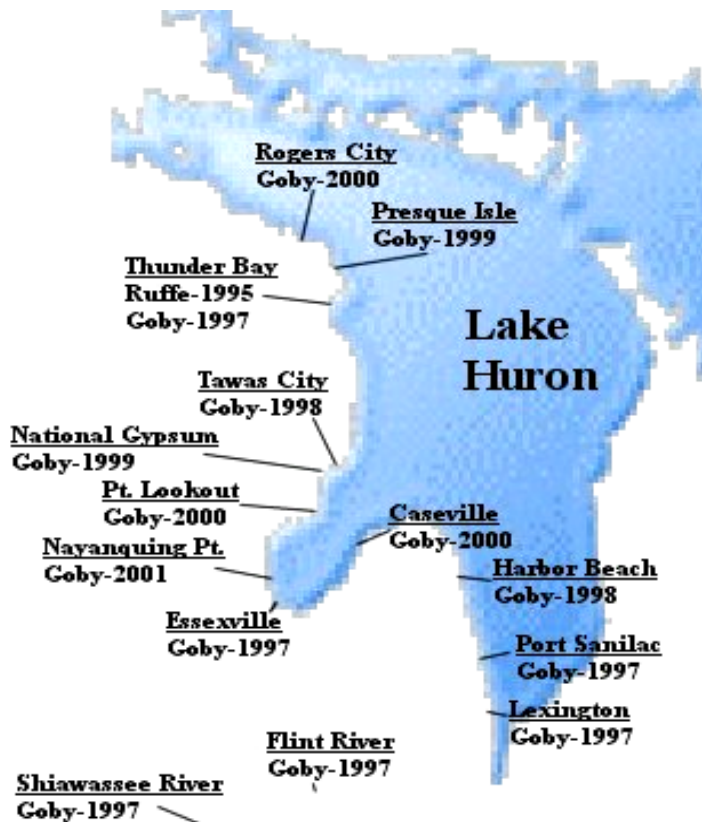 Rogers City
Goby-2000
Presque Isle
Goby-1999
Thunder Bay
Ruffe-1995
Goby-1997
Lake
Huron
Tawas City
Goby-1998
National Gypsum
Goby-1999
Pt. Lookout
Goby-2000
Caseville
Goby-2000
Nayanquing Pt.
Goby-2001
Harbor Beach
Goby-1998
Essexville
Goby-1997
Port Sanilac
Goby-1997
Lexington
Goby-1997
Flint River
Goby-1997
Shiawassee River
Goby-1997